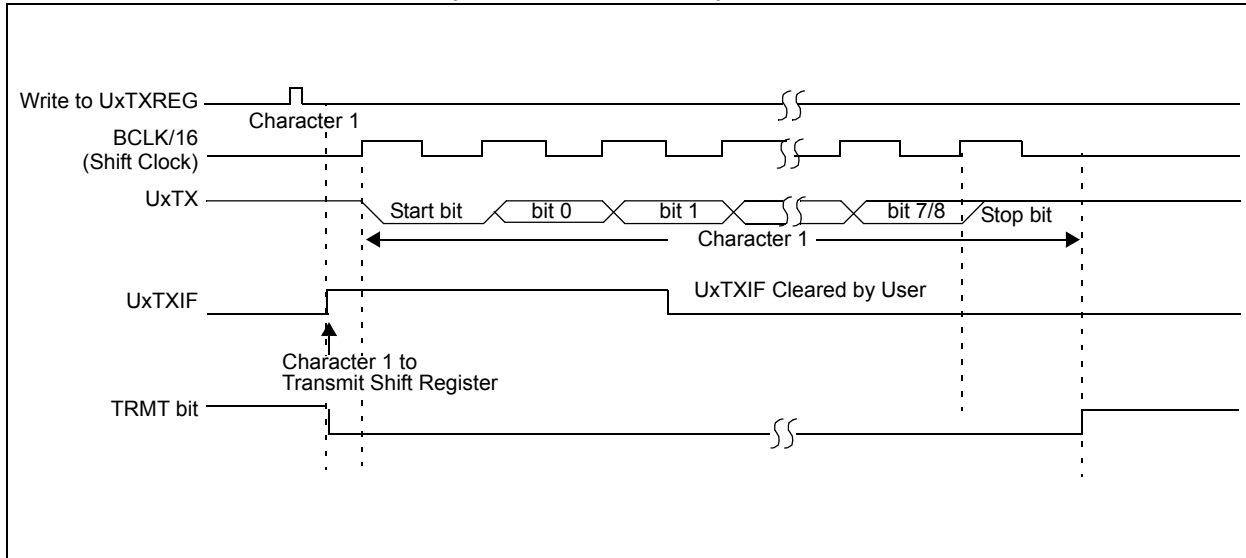 Write to UxTXREG
Character 1
BCLK/16
(Shift Clock)
UxTX
Start bit
bit 0
bit 1
bit 7/8
Stop bit
Character 1
UxTXIF
UxTXIF Cleared by User
Character 1 to
Transmit Shift Register
TRMT bit